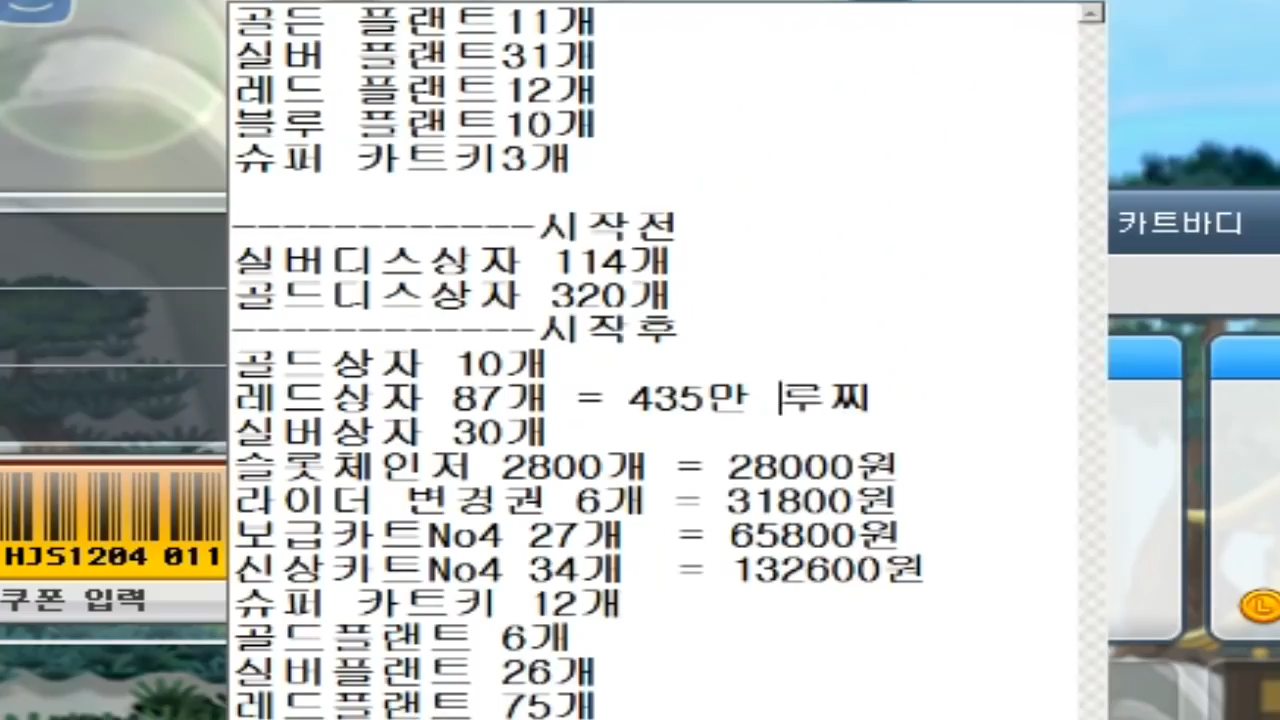 골든 플랜트11개
실버 플랜트31개
레드 플랜트12개
블루 플랜트10개
슈퍼 카트키3개
------------시작전
실버디스상자 114개
골드디스상자 320개
------------시작후
골드상자 10개
레드상자 87개 = 435만 루찌
실버상자 30개
슬롯체인저 2800개 = 28000원
라이더 변경권 6개 = 31800원
보급카트No4 27개 = 65800원
신상카트No4 34개 = 132600원
슈퍼 카트키 12개
골드플랜트 6개
실버플랜트 26개
레드플랜트 75개
카트바디
HJS1204 011
쿠폰 입력